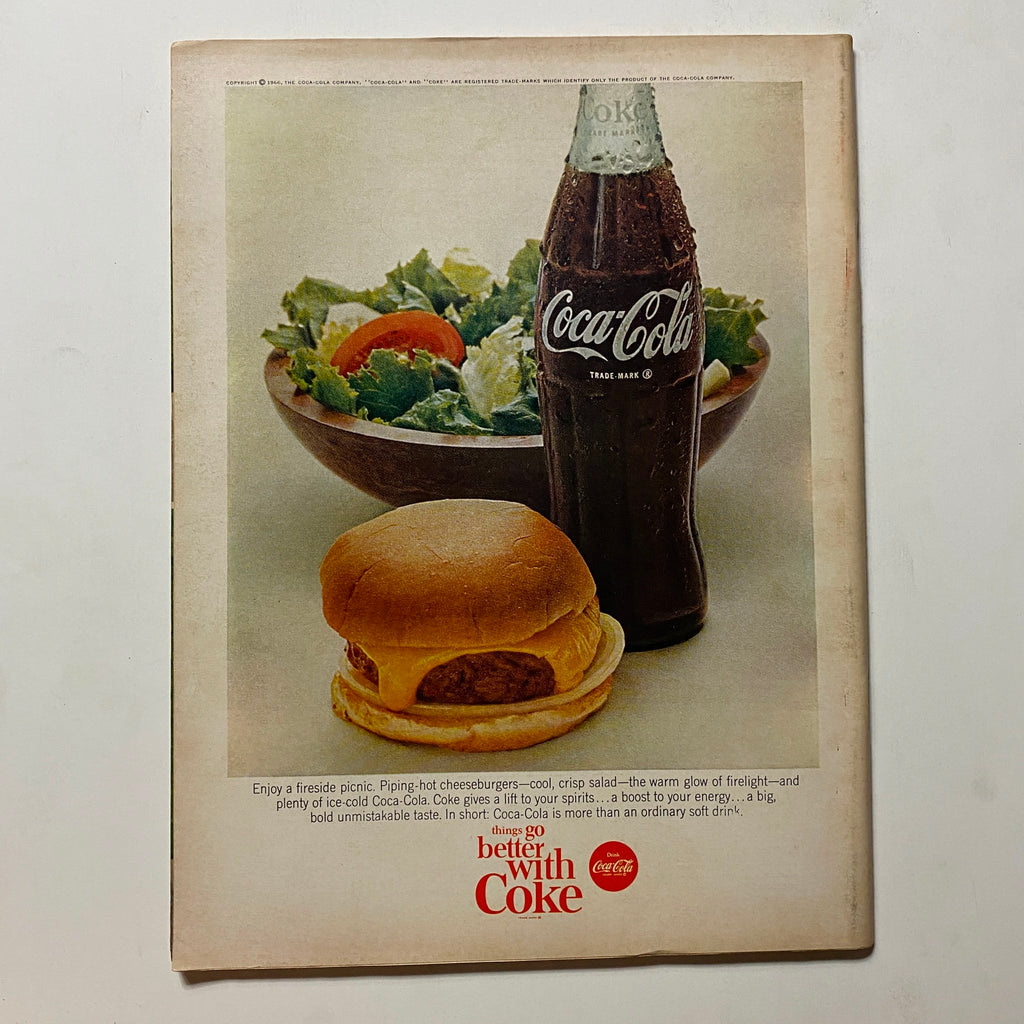 COPYRIGHT © 1966, THE COCA-COLA COMPANY. "COCA-COLA" AND "COKE" ARE REGISTERED TRADE-MARKS WHICH IDENTIFY ONLY THE PRODUCT OF THE COCA-COLA COMPANY.
Coke
Coca-Cola
TRADE-MARK ®
Enjoy a fireside picnic. Piping-hot cheeseburgers—cool, crisp salad—the warm glow of firelight—and
plenty of ice-cold Coca-Cola. Coke gives a lift to your spirits...a boost to your energy...a big,
bold unmistakable taste. In short: Coca-Cola is more than an ordinary soft drink.
things go
better
with
Coke
Drink
Coca-Cola